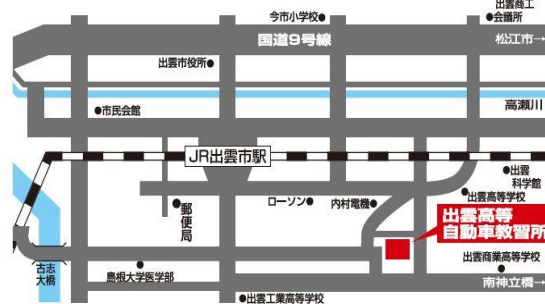 出雲商工
会議所
今市小学校
国道9号線
松江市→
出雲市役所
市民会館
高瀬川
JR出雲市駅
出雲
科学館
出雲高等学校
ローソン
内村電機
郵便局
出雲高等
自動車教習所
古志
大橋
島根大学医学部
出雲商業高等学校
南神立橋→
出雲工業高等学校